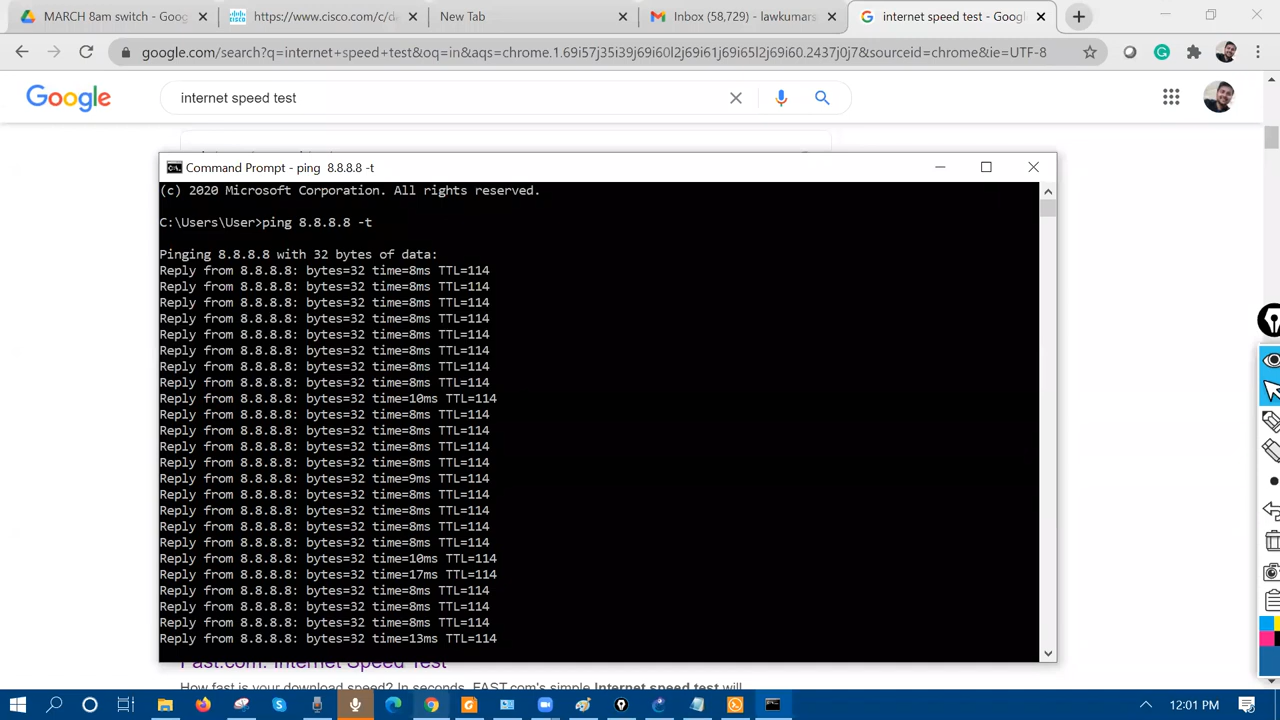 MARCH 8am switch - Goog
https://www.cisco.com/c/de
New Tab
Inbox (58,729) - lawkumars
internet speed test - Googl
google.com/search?q=internet+speed+test&oq=in&aqs=chrome.1.69i57j35i39j69i60l2j69i61j69i65l2j69i60.2437j0j7&sourceid=chrome&ie=UTF-8
Google
internet speed test
Command Prompt - ping  8.8.8.8 -t
(c) 2020 Microsoft Corporation. All rights reserved.
C:\Users\User>ping 8.8.8.8 -t
Pinging 8.8.8.8 with 32 bytes of data:
Reply from 8.8.8.8: bytes=32 time=8ms TTL=114
Reply from 8.8.8.8: bytes=32 time=8ms TTL=114
Reply from 8.8.8.8: bytes=32 time=8ms TTL=114
Reply from 8.8.8.8: bytes=32 time=8ms TTL=114
Reply from 8.8.8.8: bytes=32 time=8ms TTL=114
Reply from 8.8.8.8: bytes=32 time=8ms TTL=114
Reply from 8.8.8.8: bytes=32 time=8ms TTL=114
Reply from 8.8.8.8: bytes=32 time=8ms TTL=114
Reply from 8.8.8.8: bytes=32 time=10ms TTL=114
Reply from 8.8.8.8: bytes=32 time=8ms TTL=114
Reply from 8.8.8.8: bytes=32 time=8ms TTL=114
Reply from 8.8.8.8: bytes=32 time=8ms TTL=114
Reply from 8.8.8.8: bytes=32 time=8ms TTL=114
Reply from 8.8.8.8: bytes=32 time=9ms TTL=114
Reply from 8.8.8.8: bytes=32 time=8ms TTL=114
Reply from 8.8.8.8: bytes=32 time=8ms TTL=114
Reply from 8.8.8.8: bytes=32 time=8ms TTL=114
Reply from 8.8.8.8: bytes=32 time=8ms TTL=114
Reply from 8.8.8.8: bytes=32 time=10ms TTL=114
Reply from 8.8.8.8: bytes=32 time=17ms TTL=114
Reply from 8.8.8.8: bytes=32 time=8ms TTL=114
Reply from 8.8.8.8: bytes=32 time=8ms TTL=114
Reply from 8.8.8.8: bytes=32 time=8ms TTL=114
Reply from 8.8.8.8: bytes=32 time=13ms TTL=114
Fast.com: Internet Speed Test
How fast is your download speed? In seconds, FAST.com's simple Internet speed test will
12:01 PM